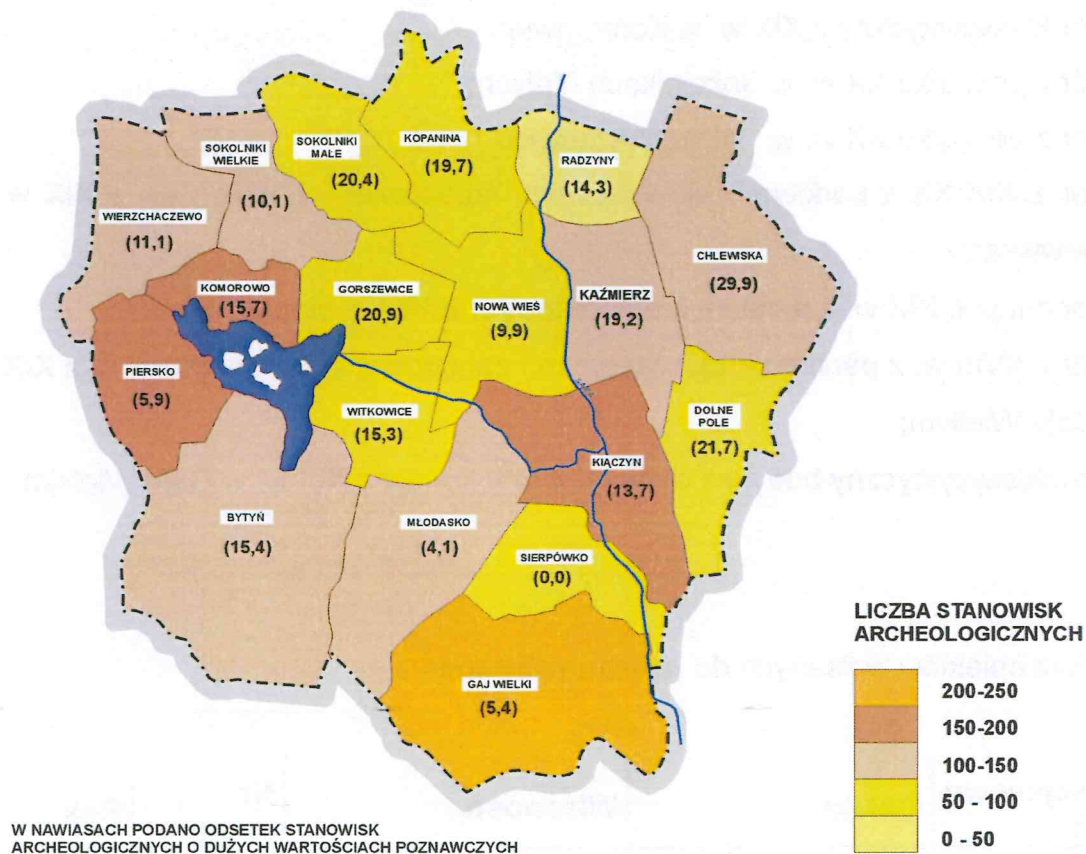 KOPANINA
(19,7)
SOKOLNIKI
MAŁE
(20,4)
SOKOLNIKI
WIELKIE
(10,1)
RADZYNY
(14,3)
WIERZCHACZEWO
(11,1)
CHLEWISKA
(29,9)
KOMOROWO
(15,7)
GORSZEWICE
(20,9)
NOWA WIEŚ
(9,9)
KAŹMIERZ
(19,2)
PIERSKO
(5,9)
WITKOWICE
(15,3)
DOLNE
POLE
(21,7)
KIĄCZYN
(13,7)
BYTYŃ
(15,4)
MŁODASKO
(4,1)
SIERPÓWKO
(0,0)
GAJ WIELKI
(5,4)
LICZBA STANOWISK
ARCHEOLOGICZNYCH
200-250
150-200
100-150
50 - 100
0 - 50
W NAWIASACH PODANO ODSETEK STANOWISK
ARCHEOLOGICZNYCH O DUŻYCH WARTOŚCIACH POZNAWCZYCH